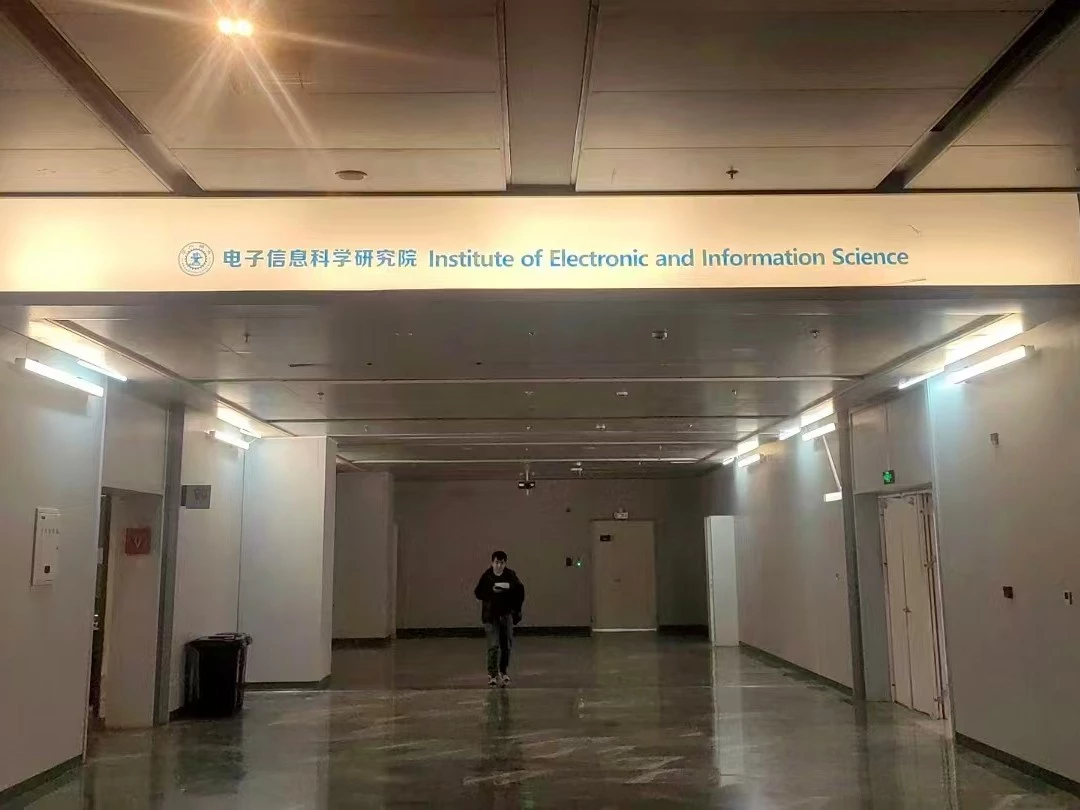 电子信息科学研究院 Institute of Electronic and Information Science